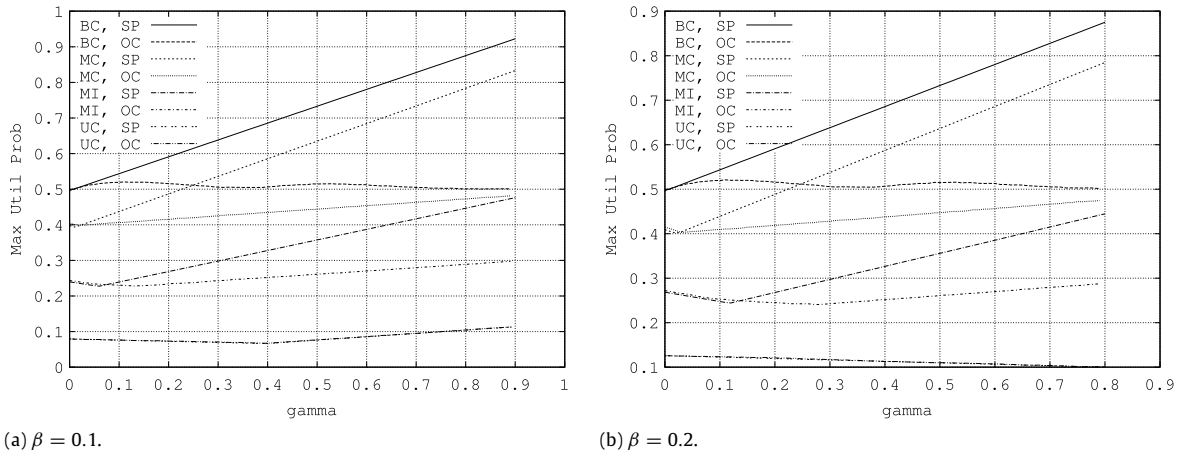 1
0.9
0.8
0.7
0.6
0.5
0.4
0.3
0.2
0.1
0
Max Util Prob
BC, SP
BC, OC
MC, SP
MC, OC
MI, SP
MI, OC
UC, SP
UC, OC
0 0.1 0.2 0.3 0.4 0.5 0.6 0.7 0.8 0.9 1
gamma
(a) β = 0.1.
0.9
0.8
0.7
0.6
0.5
0.4
0.3
0.2
0.1
Max Util Prob
BC, SP
BC, OC
MC, SP
MC, OC
MI, SP
MI, OC
UC, SP
UC, OC
0 0.1 0.2 0.3 0.4 0.5 0.6 0.7 0.8 0.9
gamma
(b) β = 0.2.